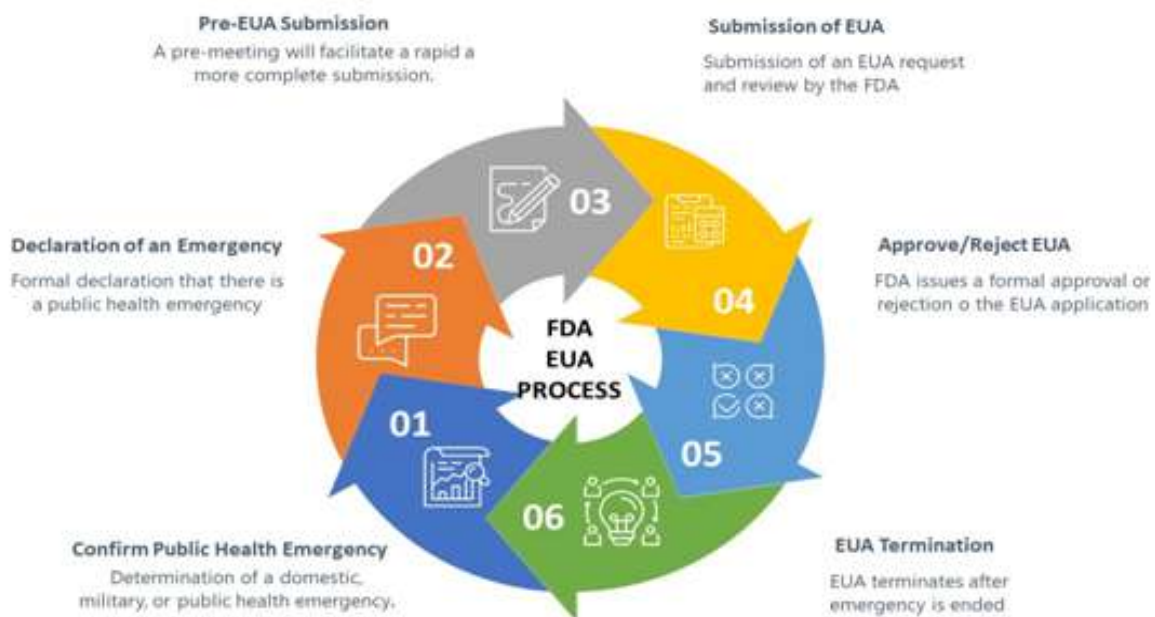 Pre-EUA Submission
A pre-meeting will facilitate a rapid a
more complete submission.
Submission of EUA
Submission of an EUA request
and review by the FDA
Declaration of an Emergency
Formal declaration that there is
a public health emergency
Approve/Reject EUA
FDA issues a formal approval or
rejection o the EUA application
03
02
04
FDA
EUA
PROCESS
01
05
06
Confirm Public Health Emergency
Determination of a domestic,
military, or public health emergency.
EUA Termination
EUA terminates after
emergency is ended